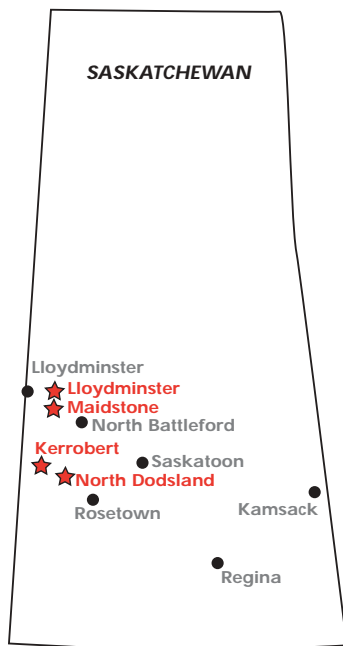 SASKATCHEWAN
Lloydminster
Lloydminster
Maidstone
North Battleford
Kerrobert
Saskatoon
North Dodsland
Kamsack
Rosetown
Regina